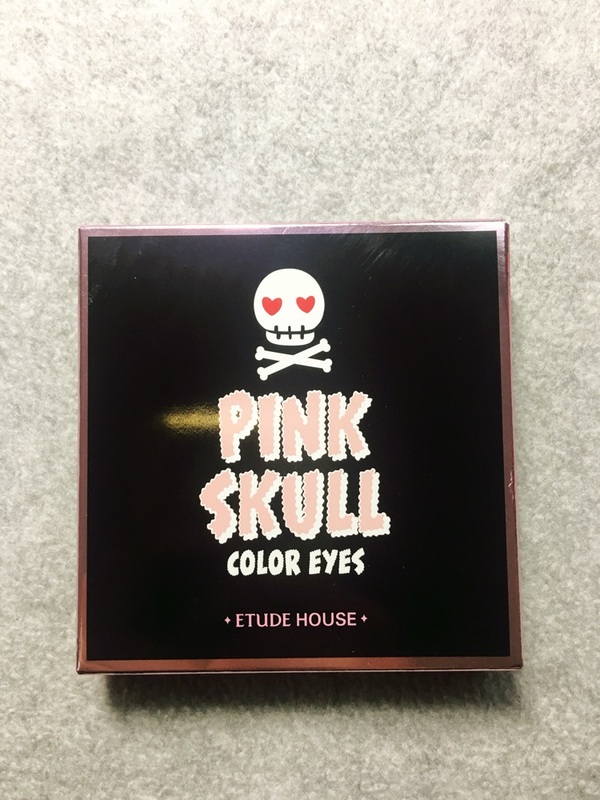 PINK
SKULL
COLOR EYES
ETUDE HOUSE